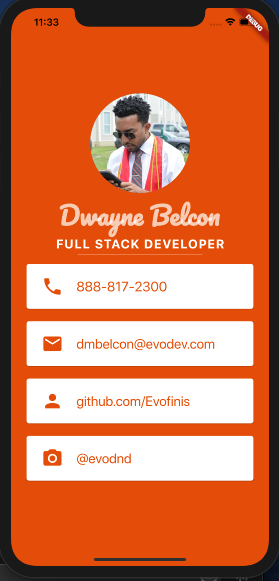 11:33
DEBUG
Dwayne Belcon
FULL STACK DEVELOPER
888-817-2300
dmbelcon@evodev.com
github.com/Evofinis
@evodnd